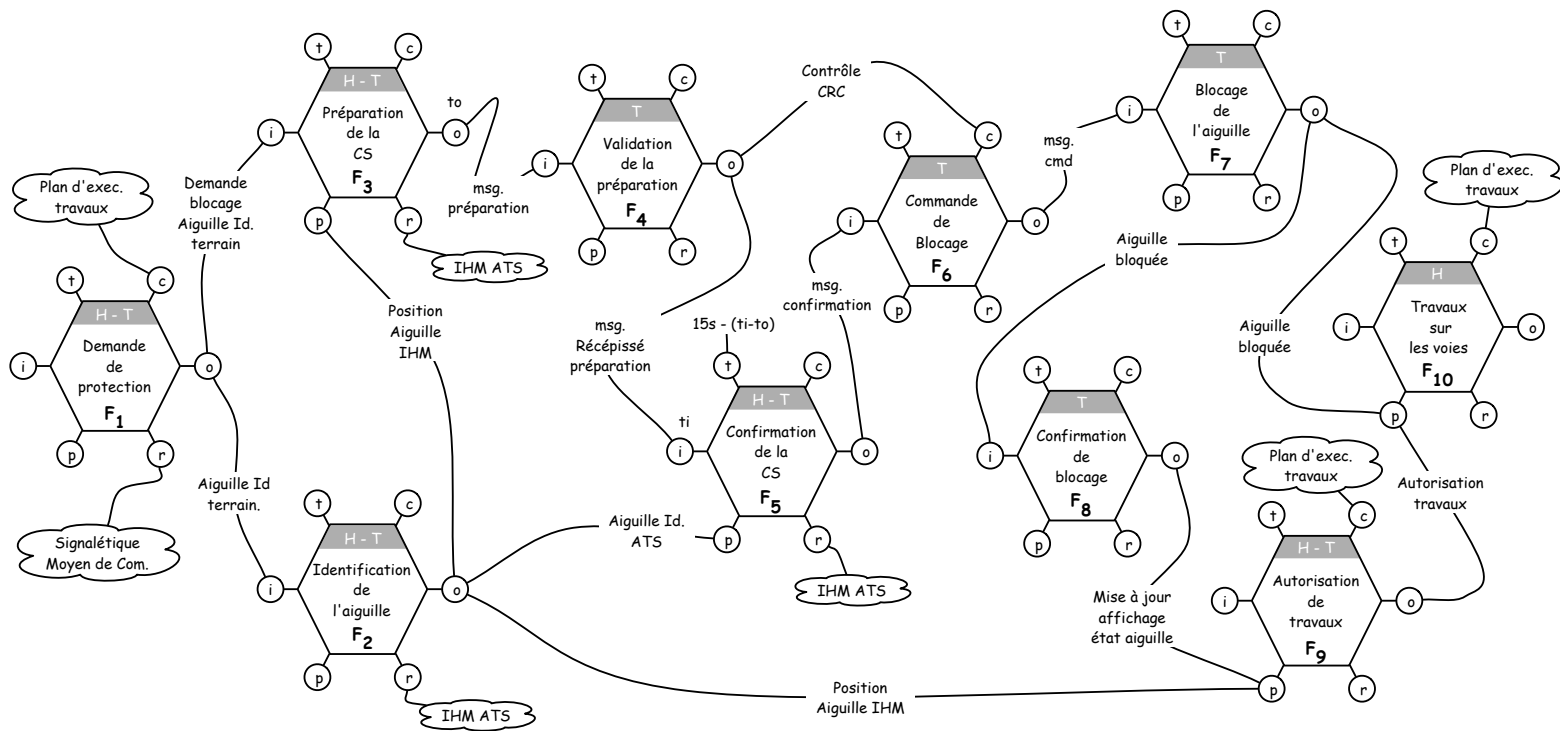 t
c
H - T
Préparation
de la
CS
F3
i
to
o
p
r
IHM ATS
t
c
T
Validation
de la
préparation
F4
i
o
p
r
msg.
préparation
Contrôle
CRC
t
c
T
Commande
de
Blocage
F6
i
o
p
r
msg.
cmd
t
c
T
Blocage
de
l'aiguille
F7
i
o
p
r
Plan d'exec.
travaux
Demande
blocage
Aiguille Id.
terrain
t
c
H - T
Demande
de
protection
F1
i
o
p
r
Signalétique
Moyen de Com.
Aiguille Id
terrain.
Position
Aiguille
IHM
t
c
H - T
Identification
de
l'aiguille
F2
i
o
p
r
IHM ATS
msg.
Récépissé
préparation
15s - (ti-to)
msg.
confirmation
t
c
H - T
Confirmation
de la
CS
F5
ti
i
o
p
r
IHM ATS
Aiguille Id.
ATS
Aiguille
bloquée
t
c
T
Confirmation
de
blocage
F8
i
o
p
r
Aiguille
bloquée
Plan d'exec.
travaux
t
c
H
Travaux
sur
les voies
F10
i
o
p
r
Plan d'exec.
travaux
Autorisation
travaux
t
c
H - T
Autorisation
de
travaux
F9
i
o
p
r
Mise à jour
affichage
état aiguille
Position
Aiguille IHM